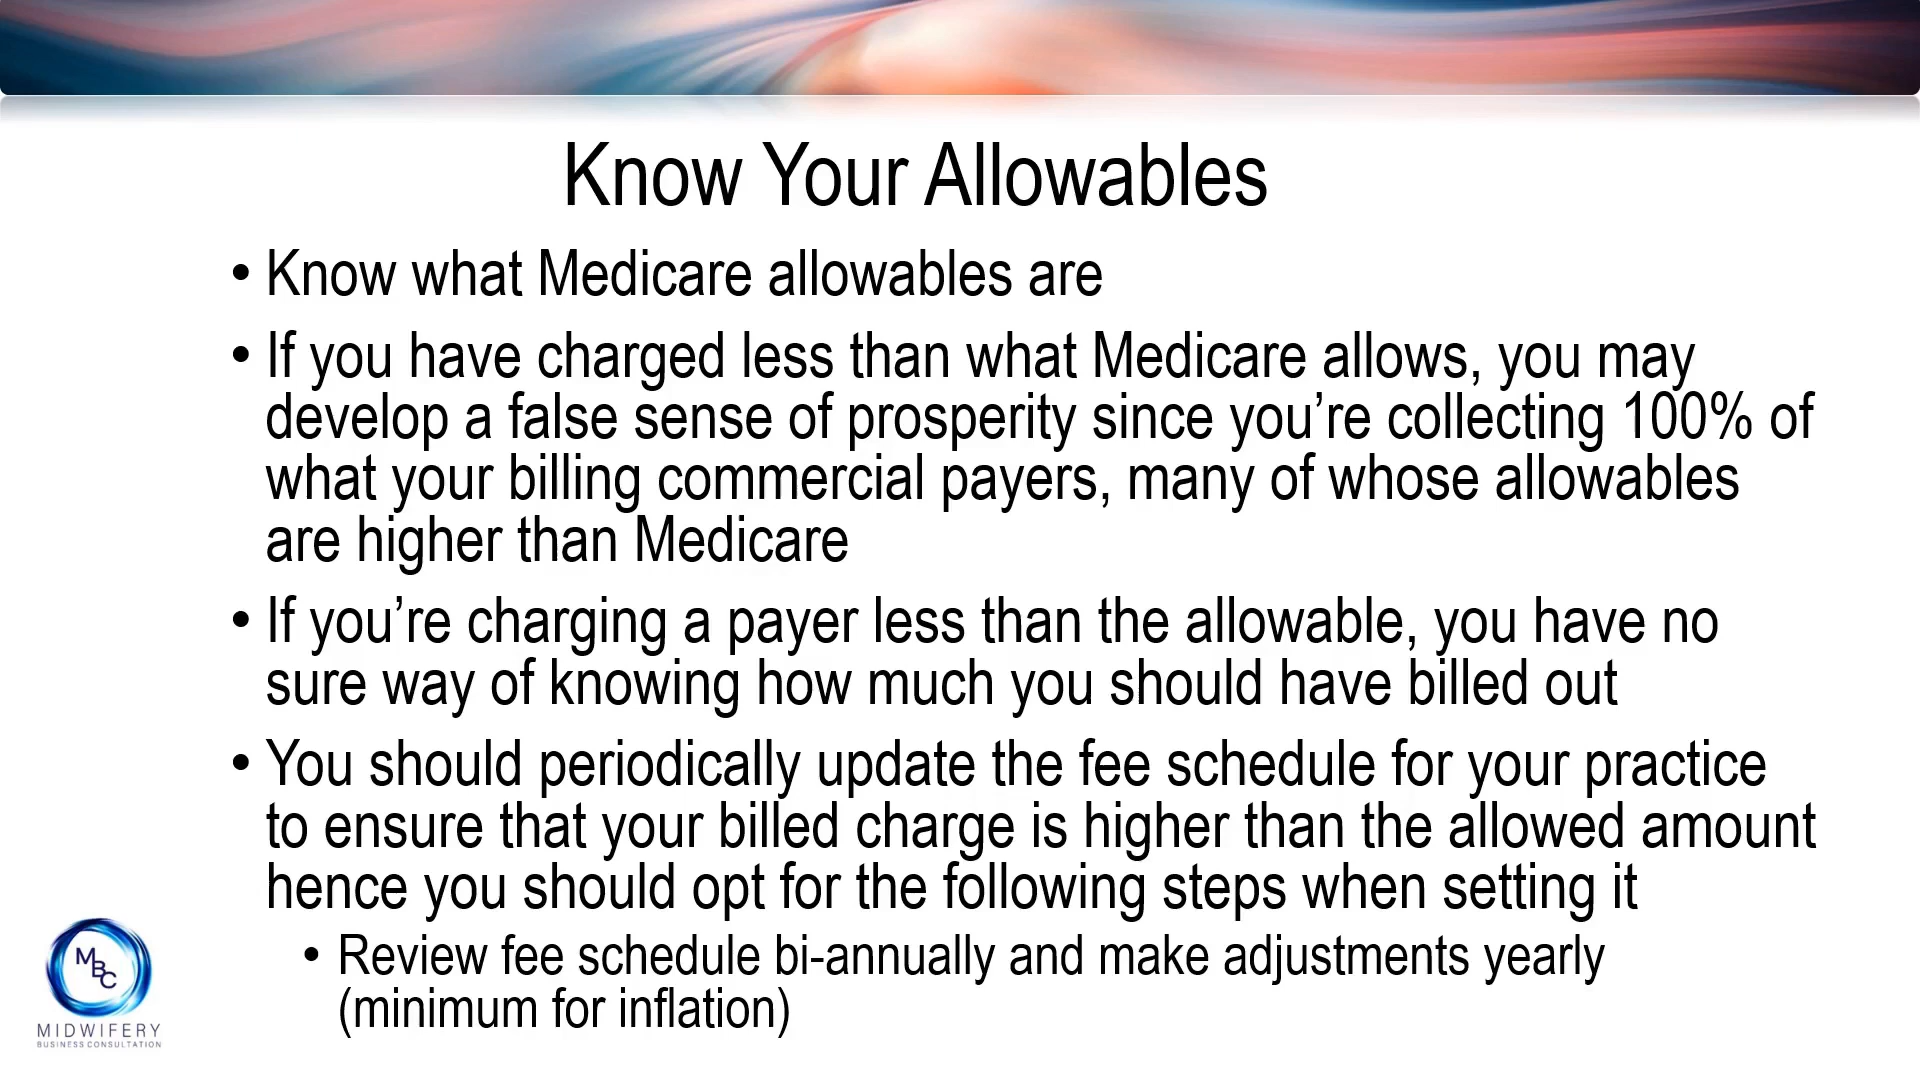 Know Your Allowables
• Know what Medicare allowables are
• If you have charged less than what Medicare allows, you may
develop a false sense of prosperity since you’re collecting 100% of
what your billing commercial payers, many of whose allowables
are higher than Medicare
• If you’re charging a payer less than the allowable, you have no
sure way of knowing how much you should have billed out
• You should periodically update the fee schedule for your practice
to ensure that your billed charge is higher than the allowed amount
hence you should opt for the following steps when setting it
• Review fee schedule bi-annually and make adjustments yearly
(minimum for inflation)
MBC
MIDWIFERY
BUSINESS CONSULTATION